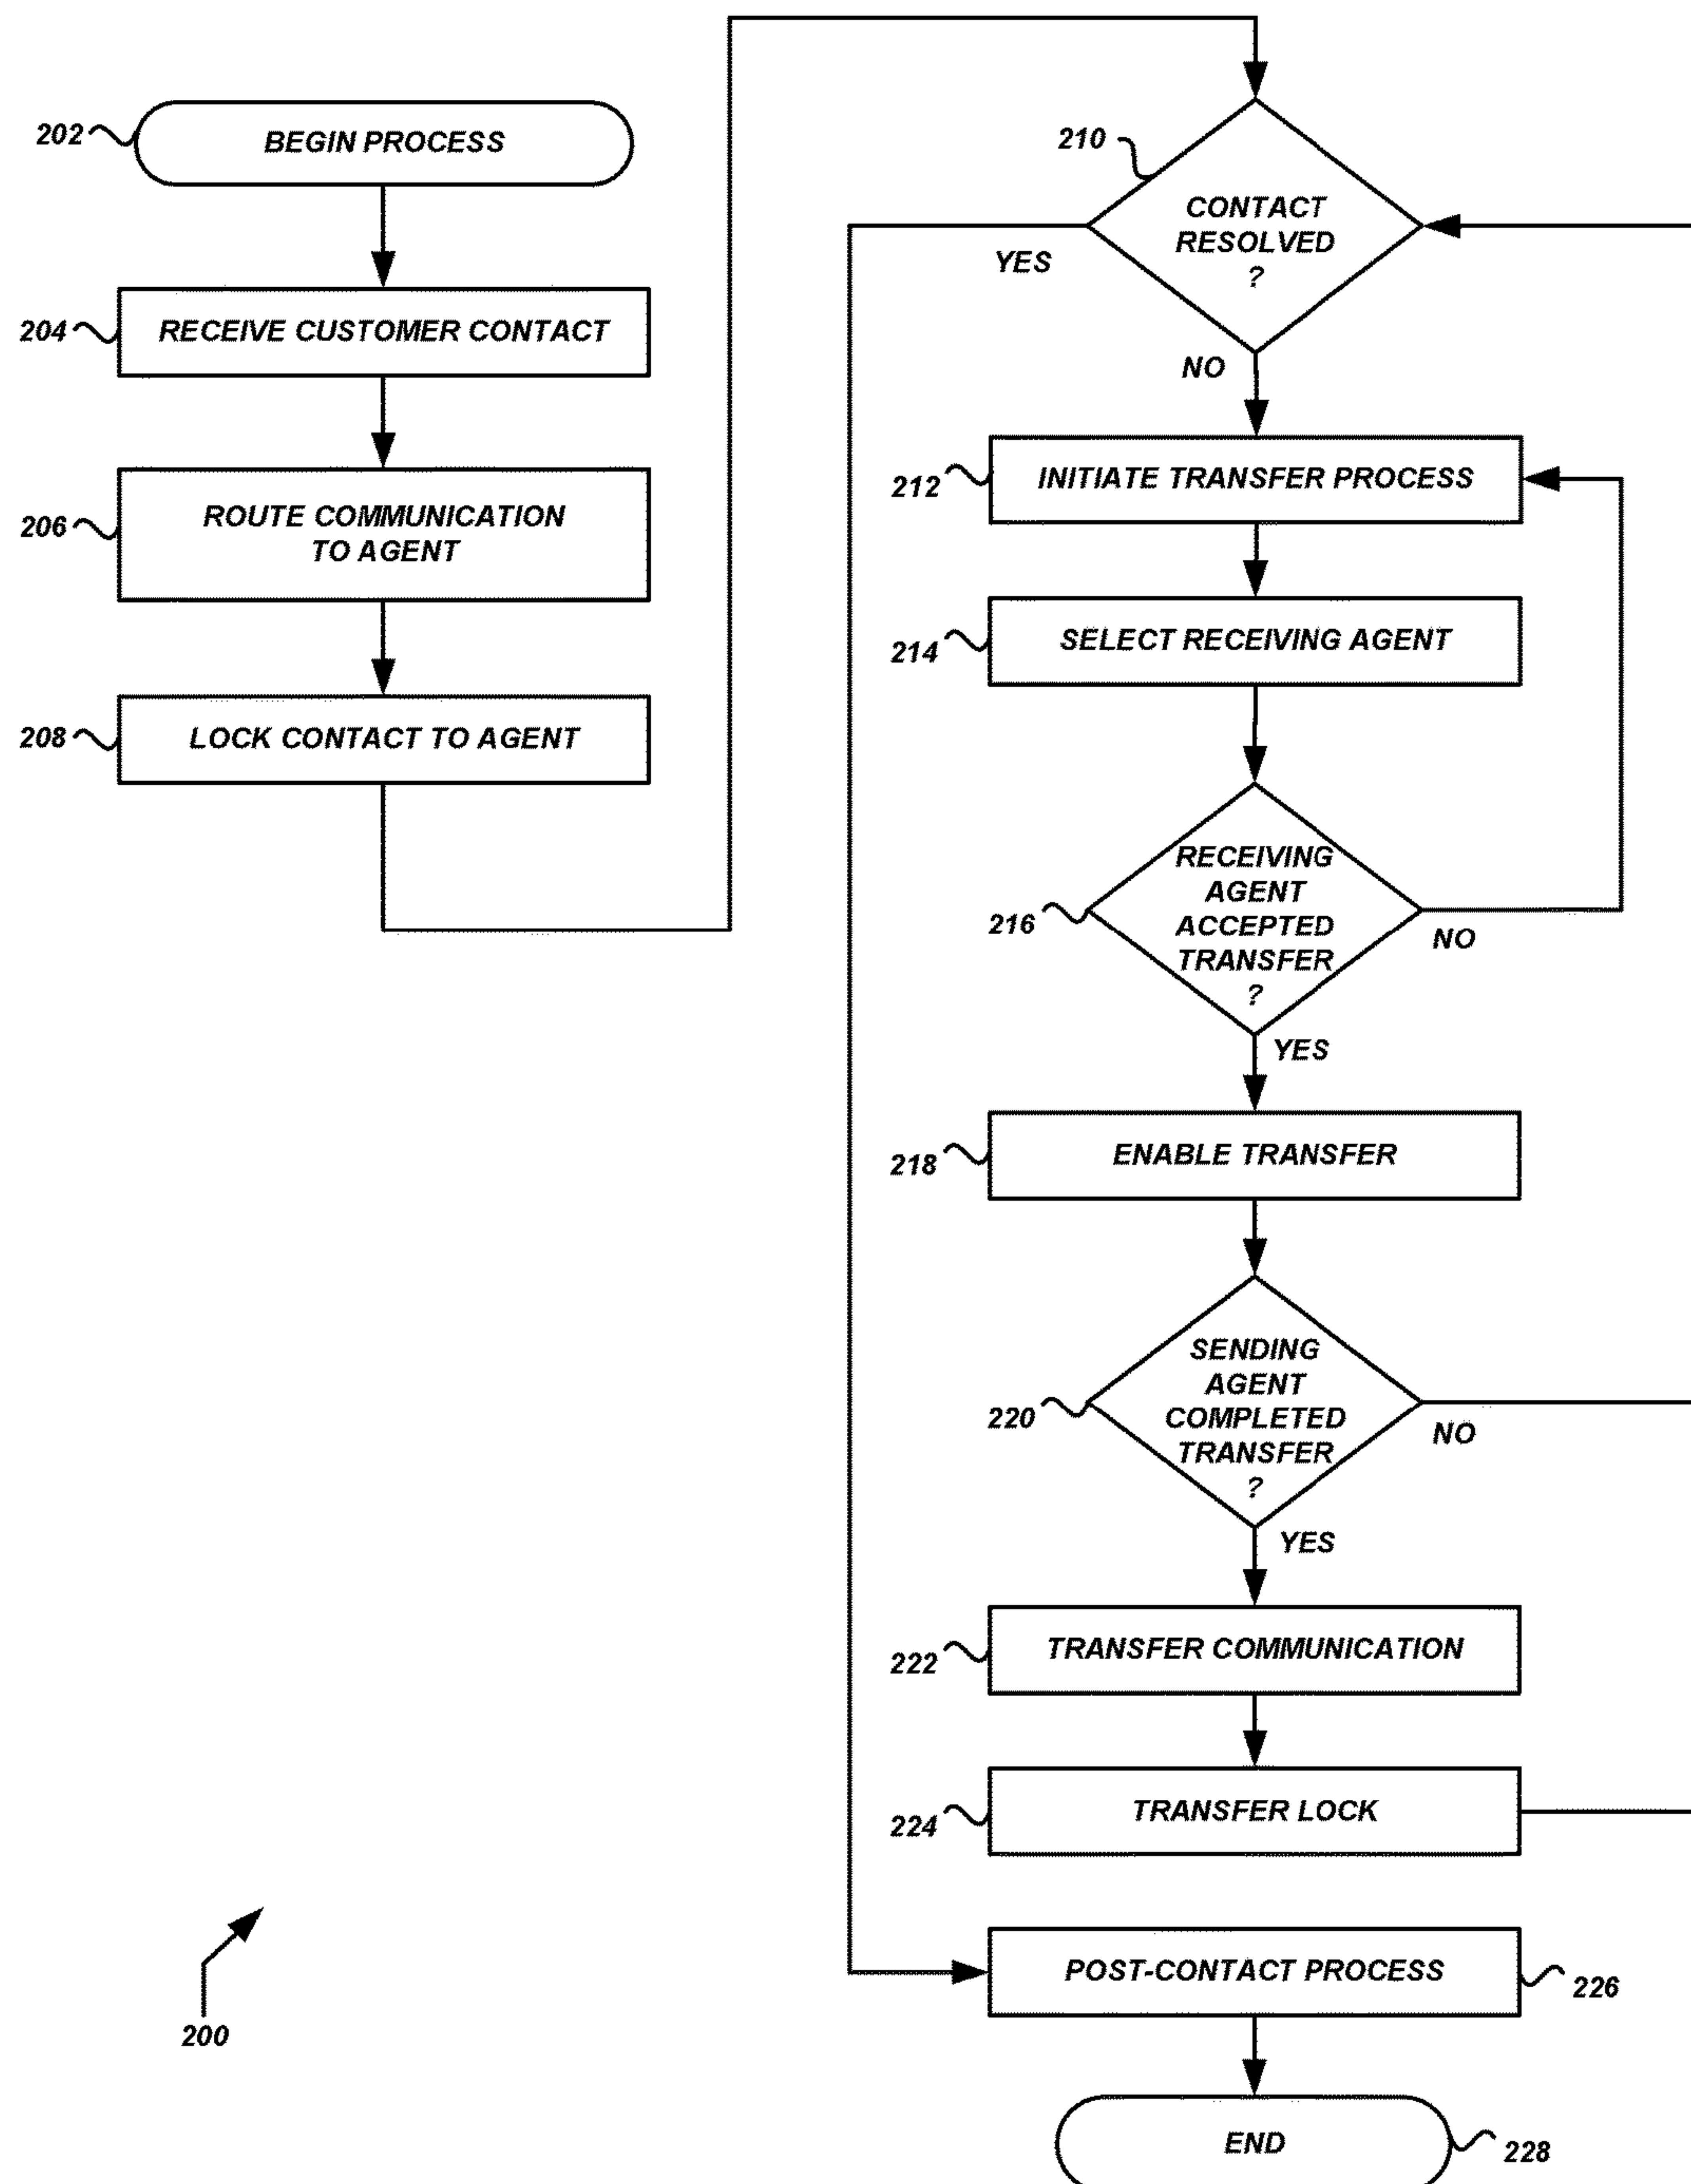 202
BEGIN PROCESS
204
RECEIVE CUSTOMER CONTACT
206
ROUTE COMMUNICATION
TO AGENT
208
LOCK CONTACT TO AGENT
210
CONTACT
RESOLVED
?
YES
NO
212
INITIATE TRANSFER PROCESS
214
SELECT RECEIVING AGENT
216
RECEIVING
AGENT
ACCEPTED
TRANSFER
?
NO
YES
218
ENABLE TRANSFER
220
SENDING
AGENT
COMPLETED
TRANSFER
?
NO
YES
222
TRANSFER COMMUNICATION
224
TRANSFER LOCK
POST-CONTACT PROCESS
226
END
228
200